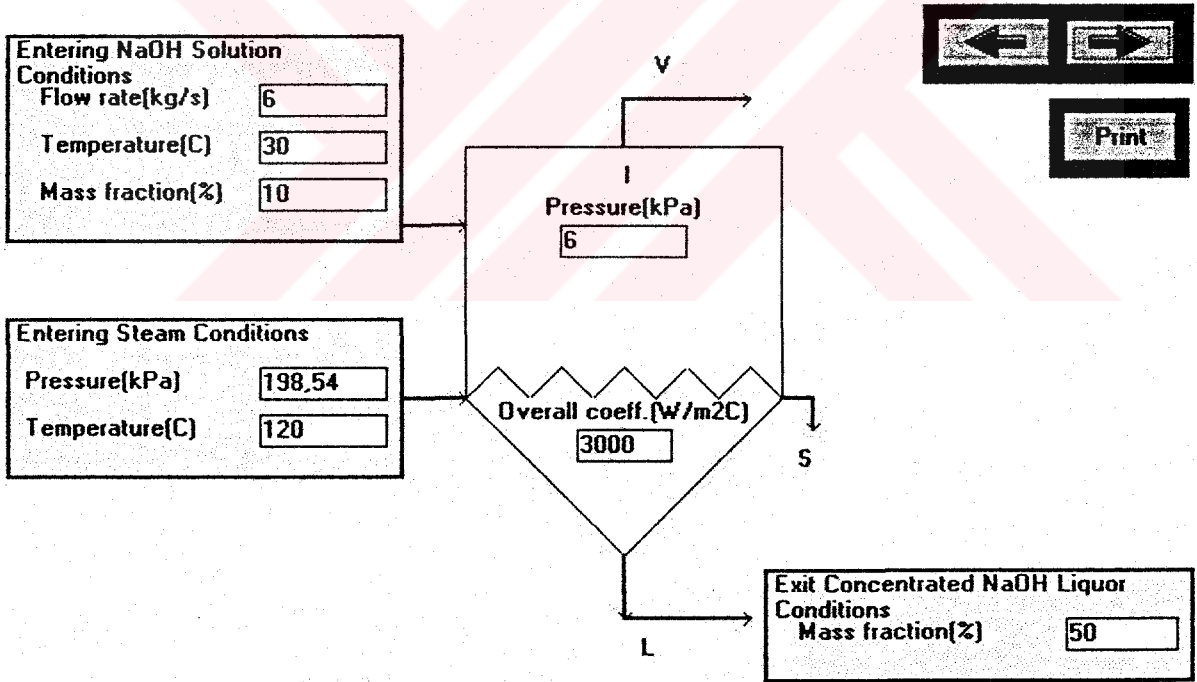 Entering NaOH Solution
Conditions
Flow rate(kg/s) 6
Temperature(C) 30
Mass fraction(%) 10
Print
V
I
Pressure(kPa)
6
Entering Steam Conditions
Pressure(kPa) 198,54
Temperature(C) 120
Overall coeff.(W/m2C)
3000
S
Exit Concentrated NaOH Liquor
Conditions
Mass fraction(%) 50
L